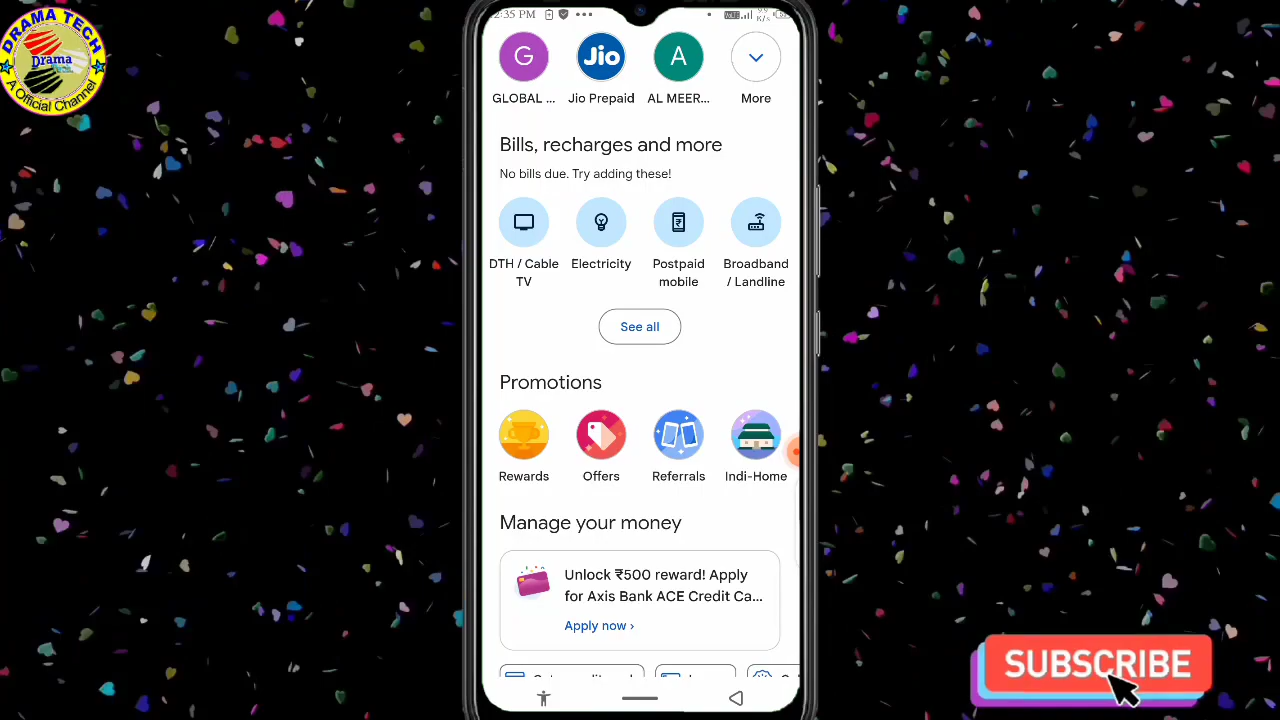 DRAMA TECH
Drama
A Official Channel
2:35 PM
G
Jio
A
GLOBAL ...
Jio Prepaid
AL MEER...
More
Bills, recharges and more
No bills due. Try adding these!
DTH / Cable
TV
Electricity
Postpaid
mobile
Broadband
/ Landline
See all
Promotions
Rewards
Offers
Referrals
Indi-Home
Manage your money
Unlock ₹500 reward! Apply
for Axis Bank ACE Credit Ca...
Apply now ›
SUBSCRIBE